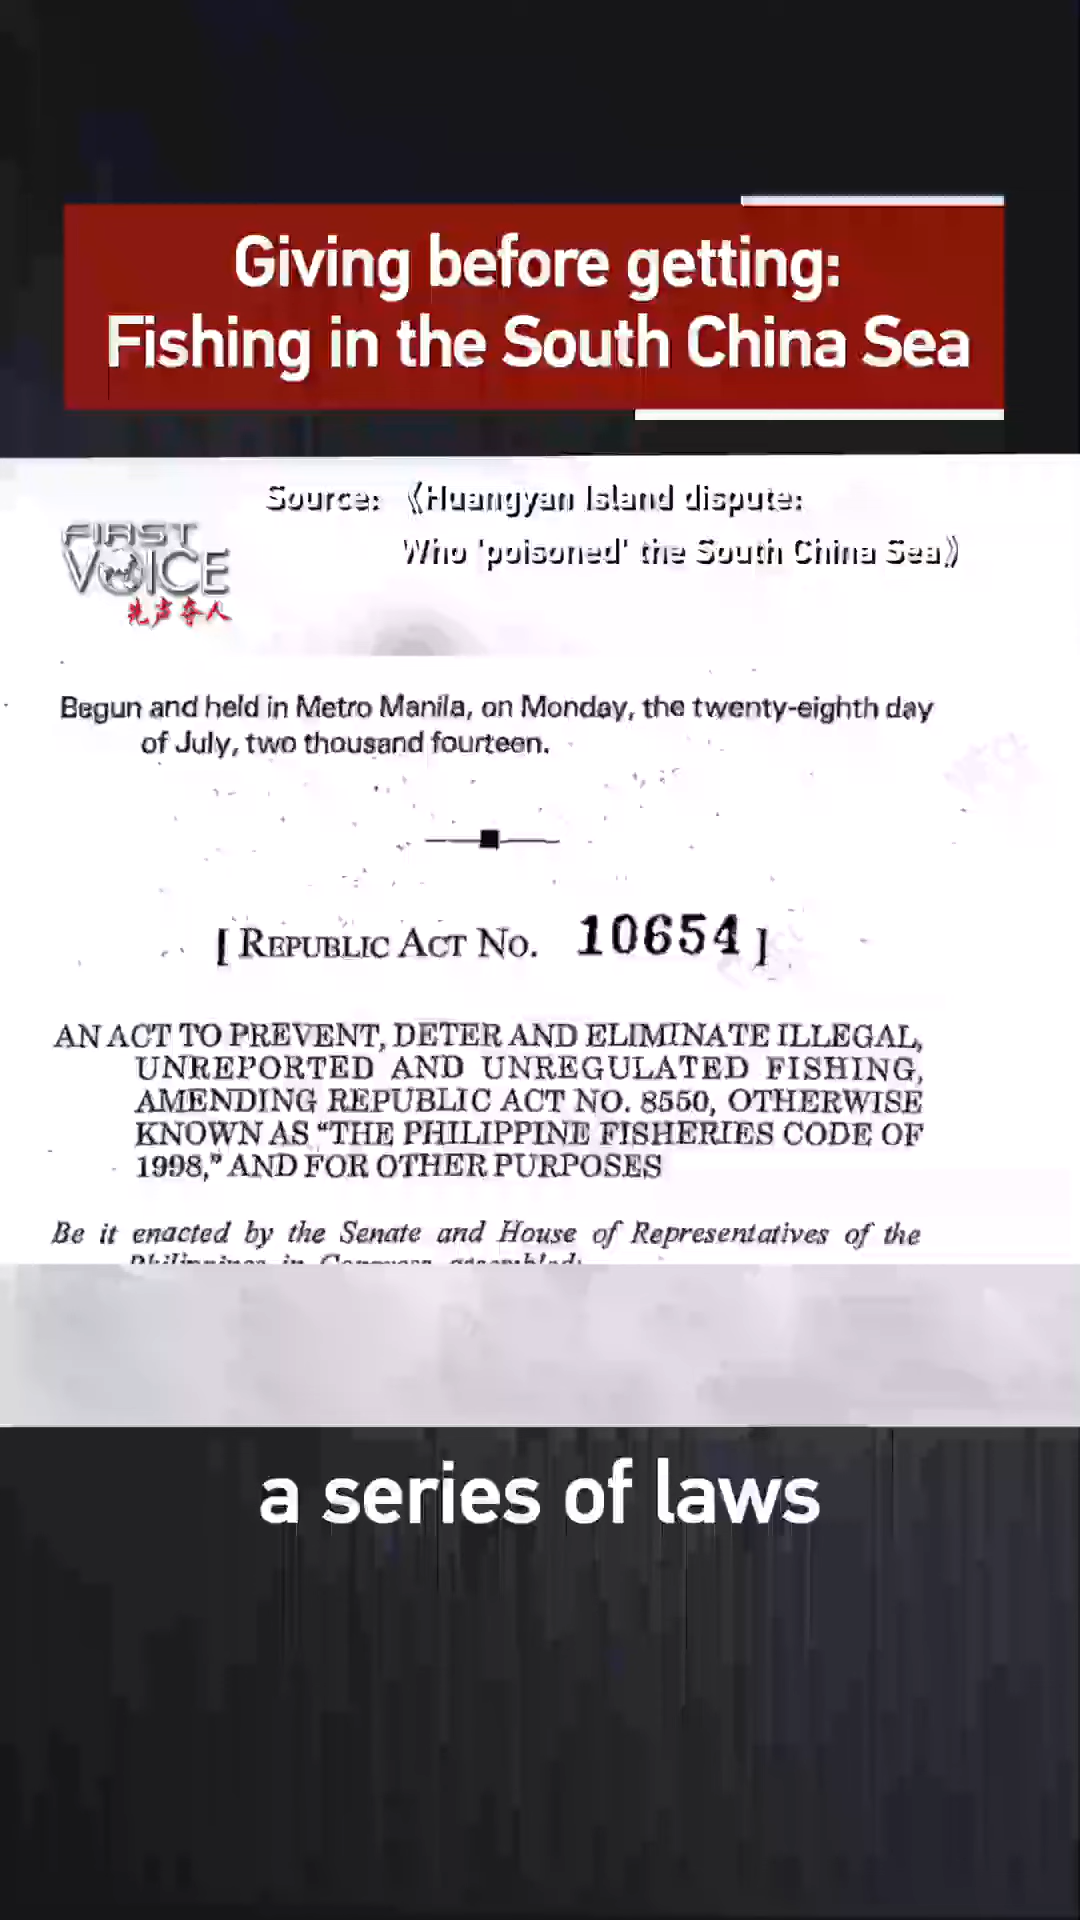 Giving before getting:
Fishing in the South China Sea
Source: 《Huangyan Island dispute:
Who 'poisoned' the South China Sea》
FIRST
VOICE
先声夺人
Begun and held in Metro Manila, on Monday, the twenty-eighth day
of July, two thousand fourteen.
[ REPUBLIC ACT NO. 10654 ]
AN ACT TO PREVENT, DETER AND ELIMINATE ILLEGAL,
UNREPORTED AND UNREGULATED FISHING,
AMENDING REPUBLIC ACT NO. 8550, OTHERWISE
KNOWN AS “THE PHILIPPINE FISHERIES CODE OF
1998,” AND FOR OTHER PURPOSES
Be it enacted by the Senate and House of Representatives of the
Philippines in Congress assembled:
a series of laws